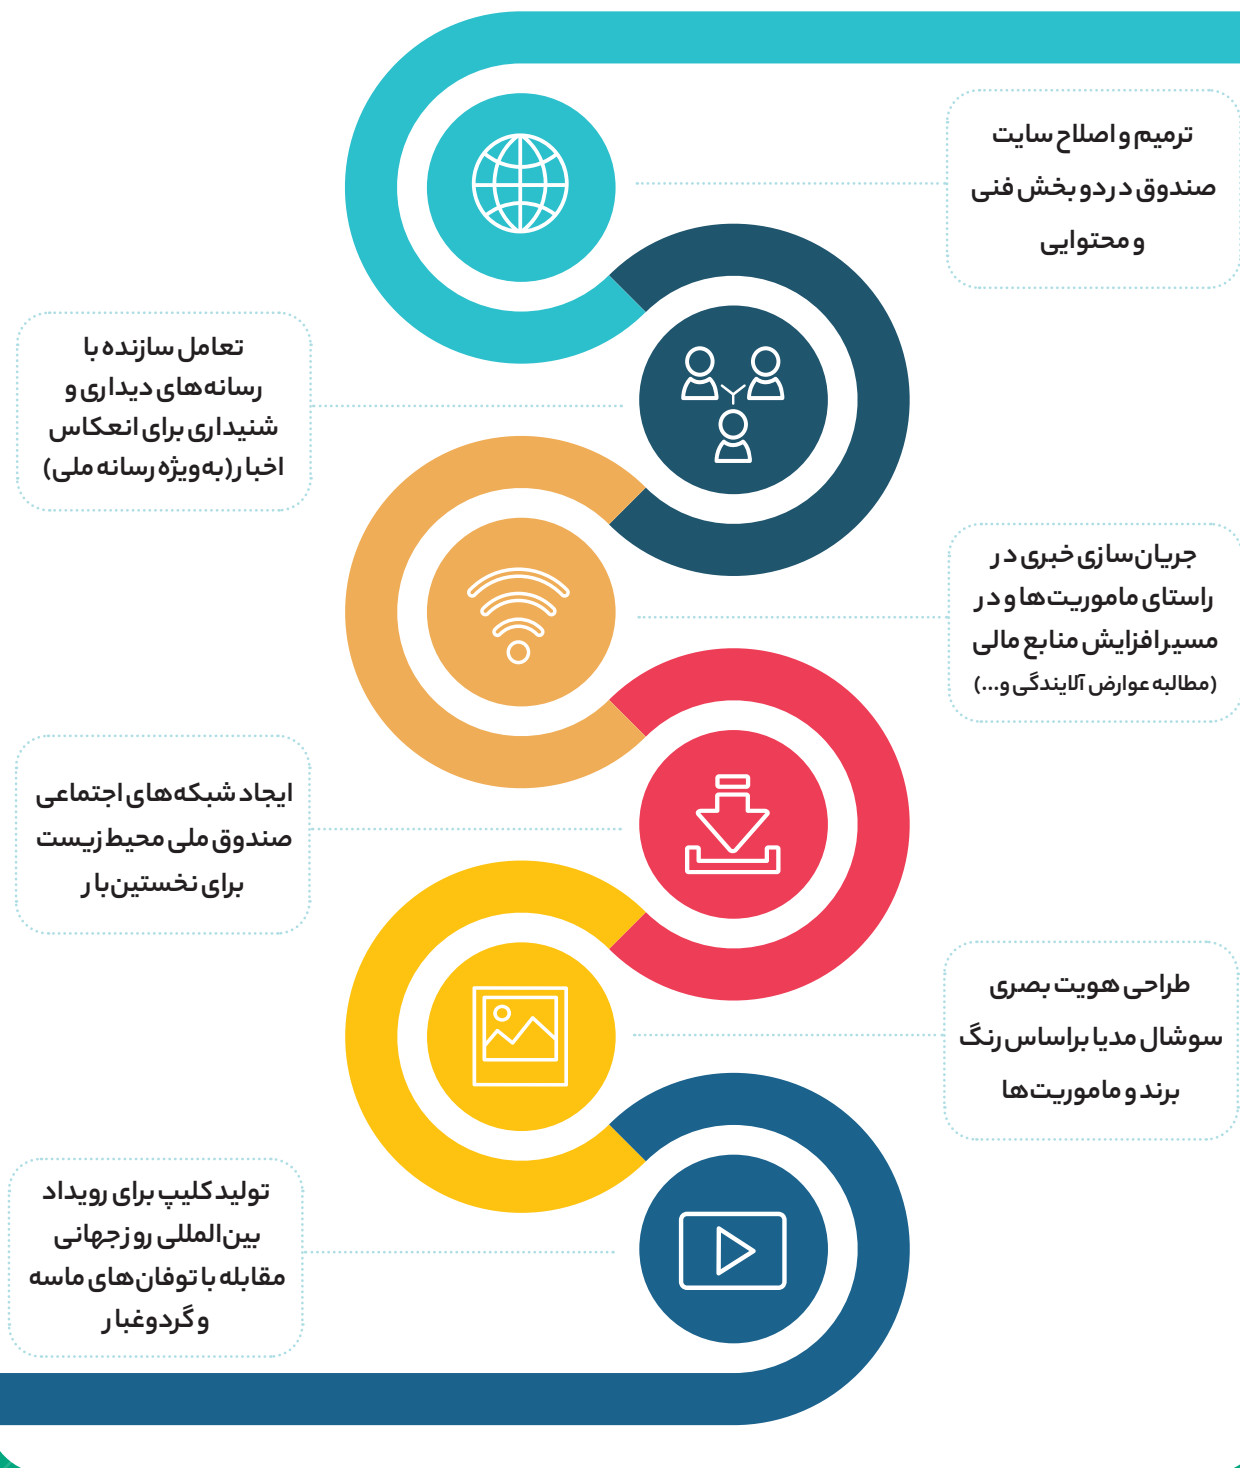 ترمیم و اصلاح سایت
صندوق در دو بخش فنی
و محتوایی
تعامل سازنده با
رسانه‌های دیداری و
شنیداری برای انعکاس
اخبار(به‌ویژه رسانه ملی)
جریان‌سازی خبری در
راستای ماموریت‌ها و در
مسیر افزایش منابع مالی
(مطالبه عوارض آلایندگی و...)
ایجاد شبکه‌های اجتماعی
صندوق ملی محیط زیست
برای نخستین‌بار
طراحی هویت بصری
سوشال مدیا براساس رنگ
برند و ماموریت‌ها
تولید کلیپ برای رویداد
بین‌المللی روز جهانی
مقابله با توفان‌های ماسه
و گردوغبار